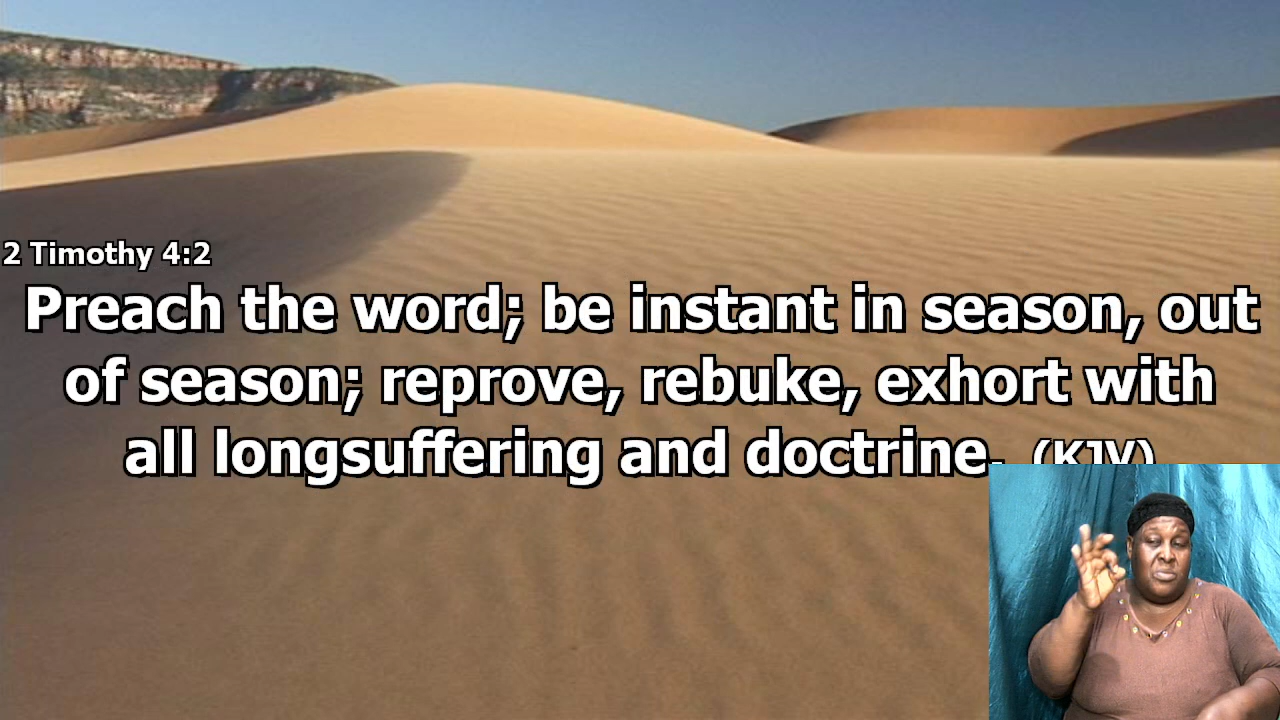 2 Timothy 4:2
Preach the word; be instant in season, out
of season; reprove, rebuke, exhort with
all longsuffering and doctrine. (KJV)